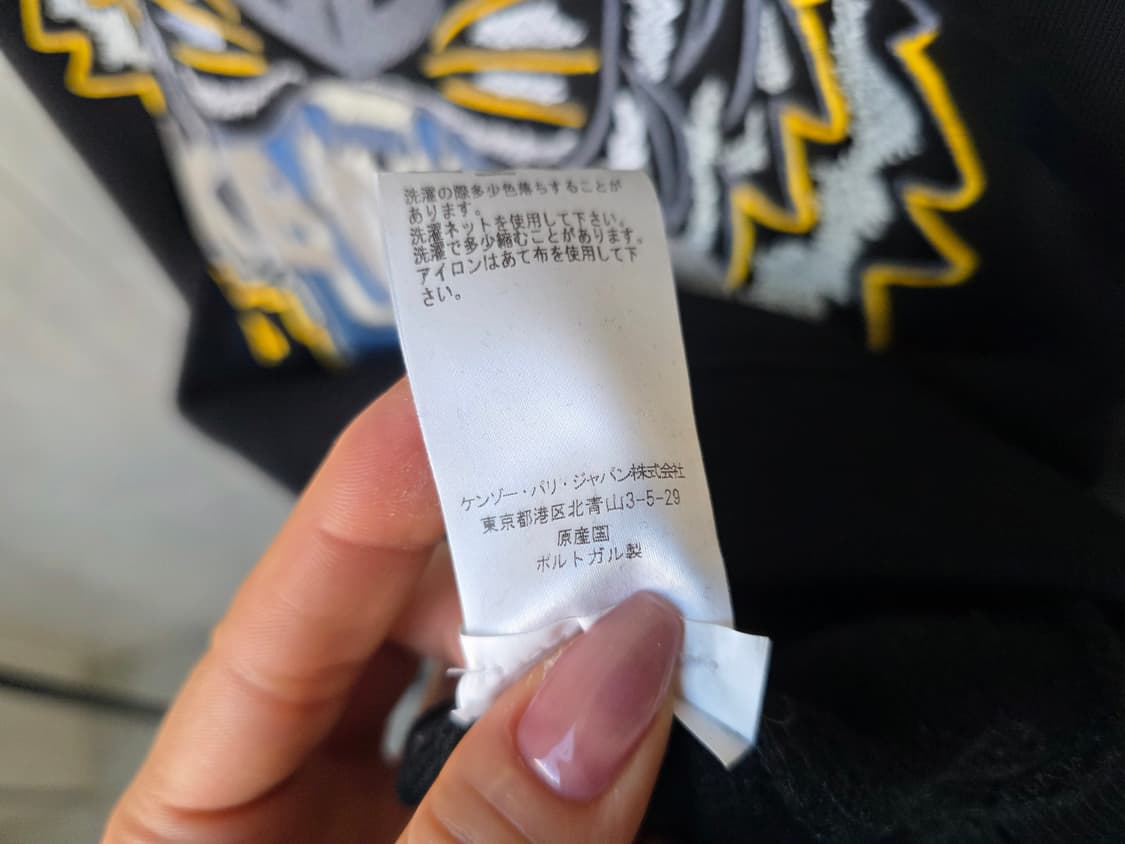 洗濯の際多少色落ちすることが
あります。
洗濯ネットを使用して下さい。
洗濯で多少縮むことがあります。
アイロンはあて布を使用して下
さい。
ケンゾー・パリ・ジャパン株式会社
東京都港区北青山3-5-29
原産国
ポルトガル製